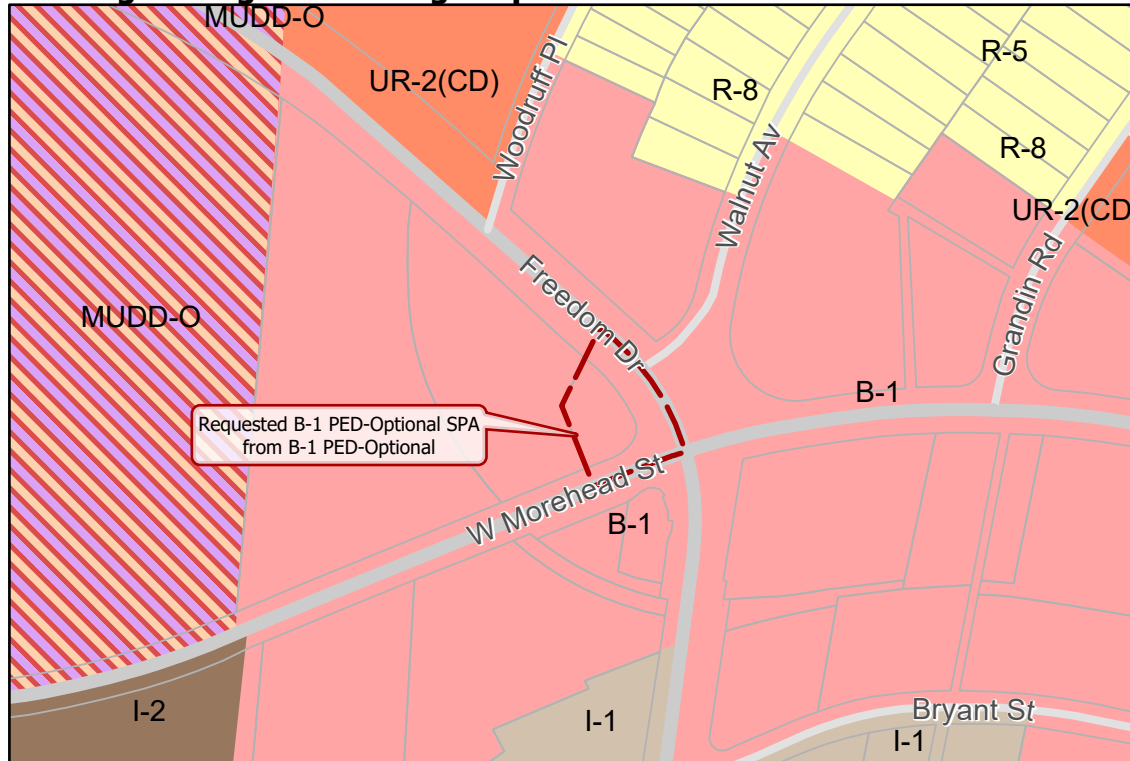 MUDD-O
UR-2(CD)
Woodruff Pl
R-8
R-5
Walnut Av
R-8
UR-2(CD
Freedom Dr
Grandin Rd
MUDD-O
B-1
Requested B-1 PED-Optional SPA
from B-1 PED-Optional
W Morehead St
B-1
I-2
I-1
Bryant St
I-1